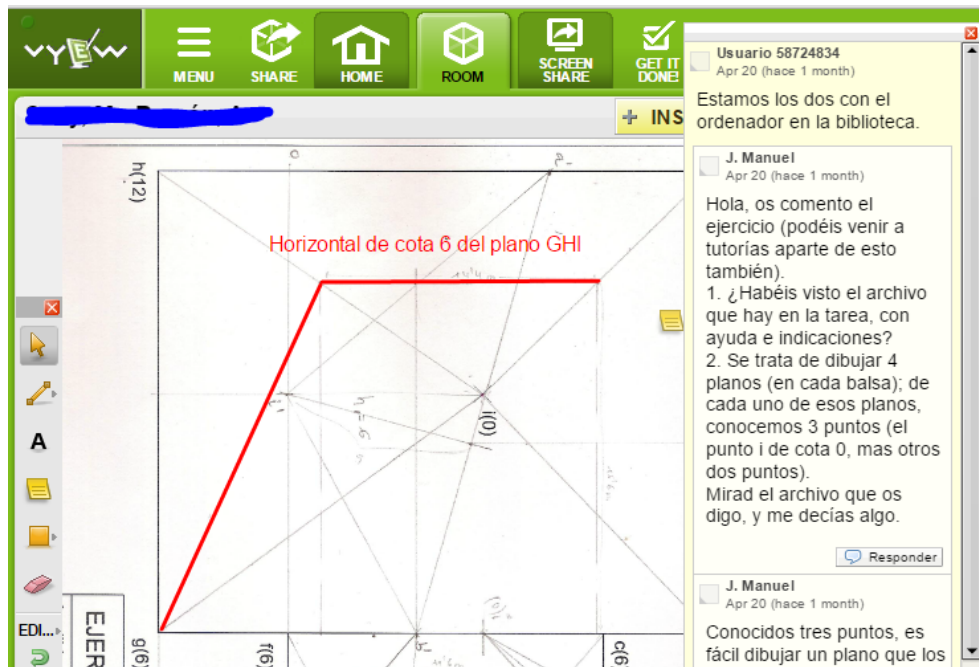 VYEW
MENU
SHARE
HOME
ROOM
SCREEN
SHARE
GET IT
DONE!
+ INS
h(12)
a'
Horizontal de cota 6 del plano GHI
i'
h=6
i(0)
b'
(0)
A
EDI...
EJER
g(6)
f(6)
c(6
Usuario 58724834
Apr 20 (hace 1 month)
Estamos los dos con el
ordenador en la biblioteca.
J. Manuel
Apr 20 (hace 1 month)
Hola, os comento el
ejercicio (podéis venir a
tutorías aparte de esto
también).
1. ¿Habéis visto el archivo
que hay en la tarea, con
ayuda e indicaciones?
2. Se trata de dibujar 4
planos (en cada balsa); de
cada uno de esos planos,
conocemos 3 puntos (el
punto i de cota 0, mas otros
dos puntos).
Mirad el archivo que os
digo, y me decías algo.
Responder
J. Manuel
Apr 20 (hace 1 month)
Conocidos tres puntos, es
fácil dibujar un plano que los